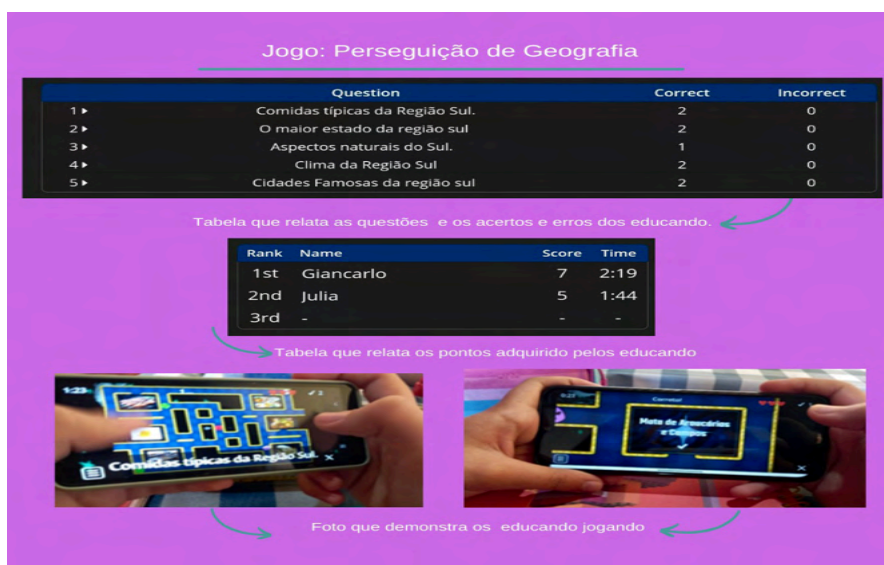 Jogo: Perseguição de Geografia
Question Correct Incorrect
1 Comidas típicas da Região Sul. 2 0
2 O maior estado da região sul 2 0
3 Aspectos naturais do Sul. 1 0
4 Clima da Região Sul 2 0
5 Cidades Famosas da região sul 2 0
Tabela que relata as questões e os acertos e erros dos educando.
Rank Name Score Time
1st Giancarlo 7 2:19
2nd Julia 5 1:44
3rd - - -
Tabela que relata os pontos adquirido pelos educando
1:23
2
Comidas típicas da Região Sul.
Correto!
Mata de Araucárias
e Campos
Foto que demonstra os educando jogando